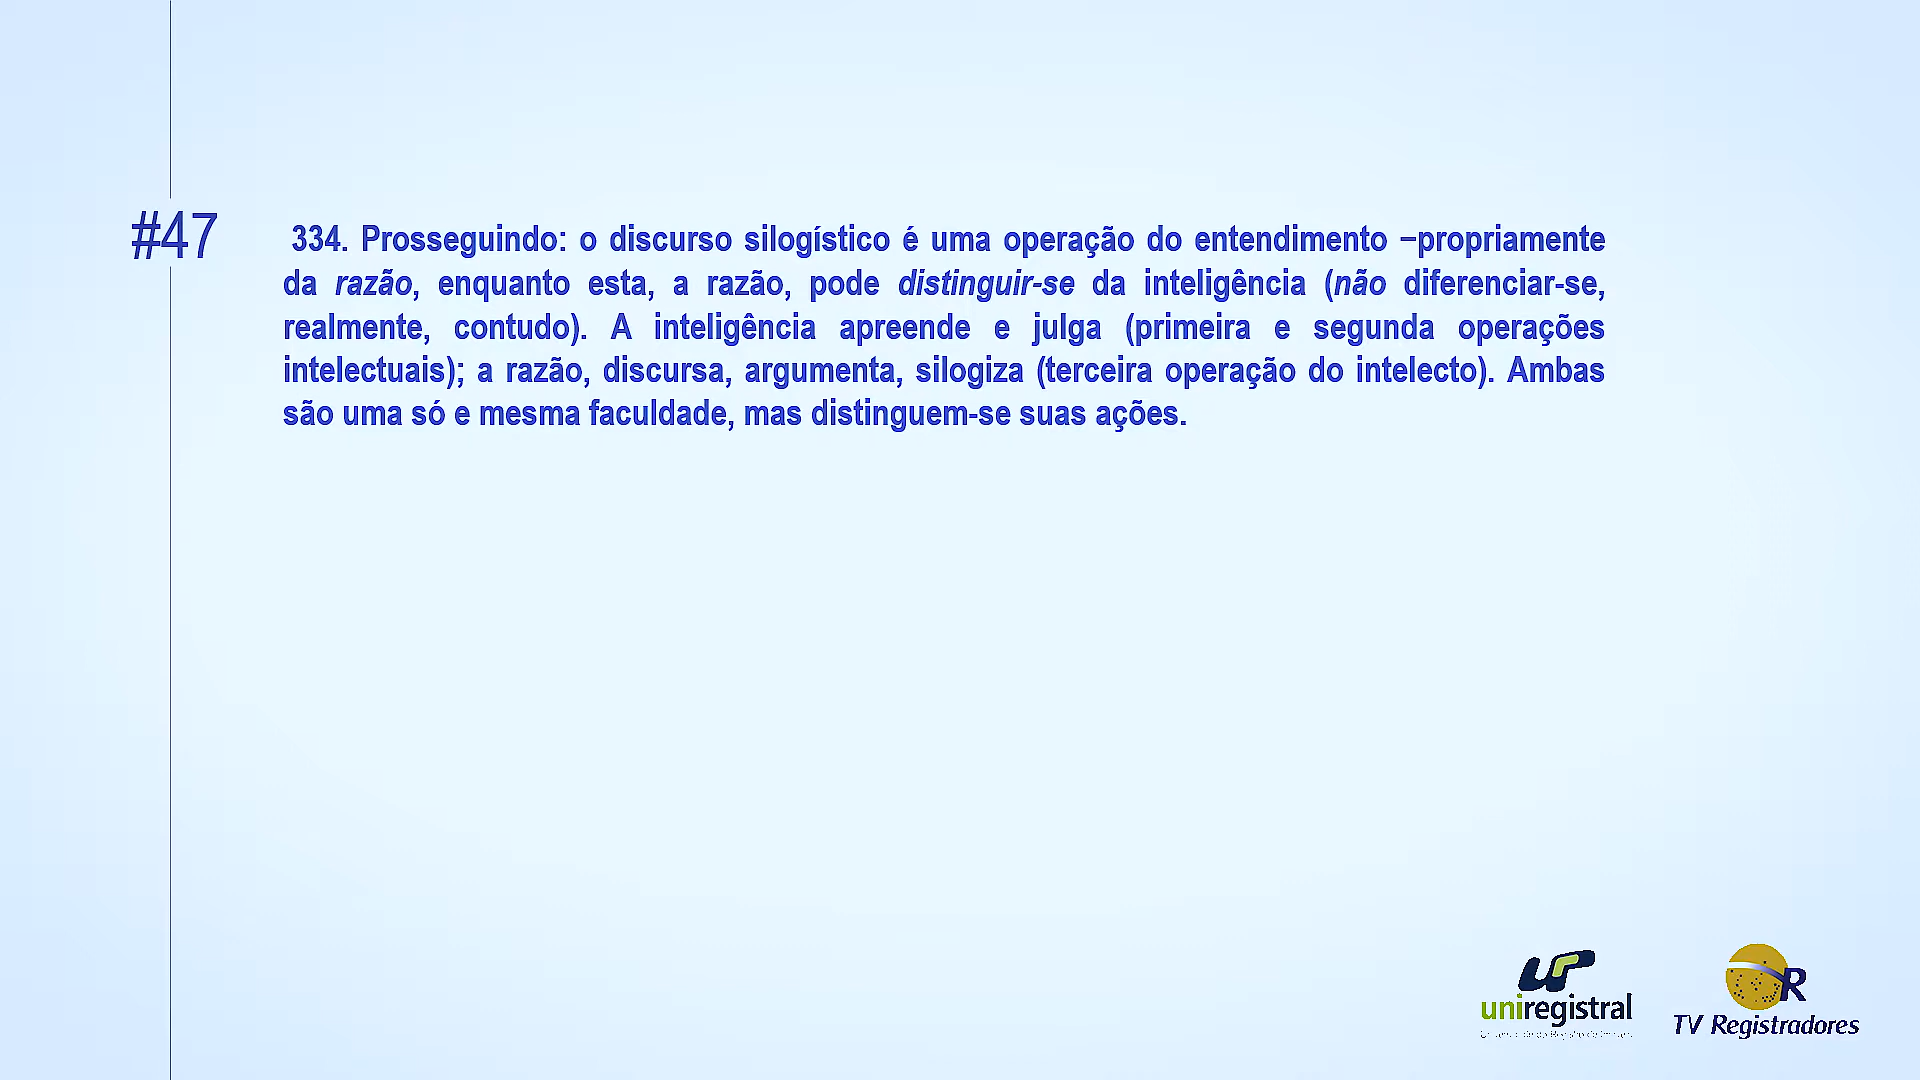 #47
334. Prosseguindo: o discurso silogístico é uma operação do entendimento −propriamente
da razão, enquanto esta, a razão, pode distinguir-se da inteligência (não diferenciar-se,
realmente, contudo). A inteligência apreende e julga (primeira e segunda operações
intelectuais); a razão, discursa, argumenta, silogiza (terceira operação do intelecto). Ambas
são uma só e mesma faculdade, mas distinguem-se suas ações.
uniregistral
R
TV Registradores